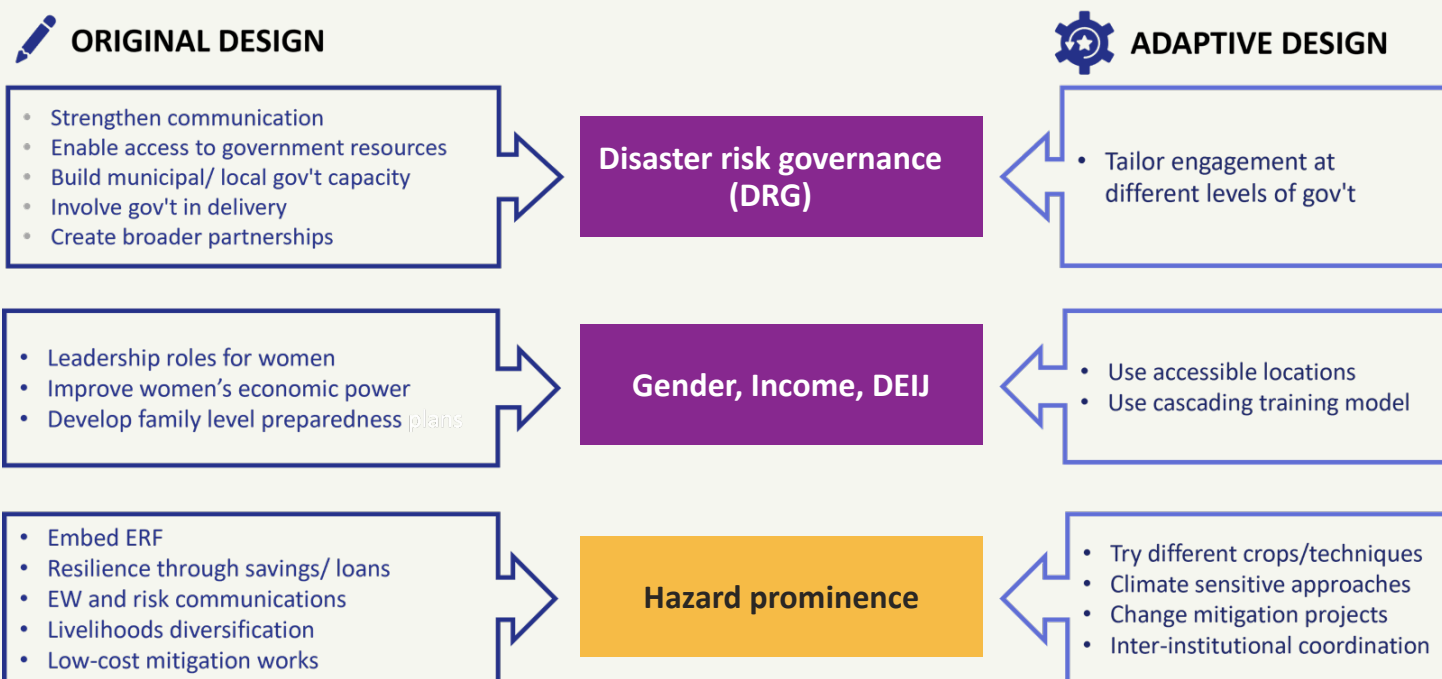 ORIGINAL DESIGN
ADAPTIVE DESIGN
• Strengthen communication
• Enable access to government resources
• Build municipal/ local gov't capacity
• Involve gov't in delivery
• Create broader partnerships
Disaster risk governance
(DRG)
• Tailor engagement at
different levels of gov't
• Leadership roles for women
• Improve women’s economic power
• Develop family level preparedness plans
Gender, Income, DEIJ
• Use accessible locations
• Use cascading training model
• Embed ERF
• Resilience through savings/ loans
• EW and risk communications
• Livelihoods diversification
• Low-cost mitigation works
Hazard prominence
• Try different crops/techniques
• Climate sensitive approaches
• Change mitigation projects
• Inter-institutional coordination